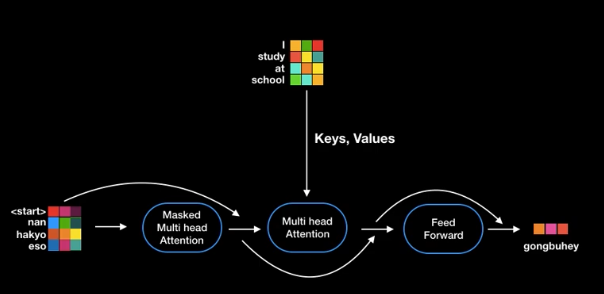 I
study
at
school
Keys, Values
<start>
nan
hakyo
eso
Masked
Multi head
Attention
Multi head
Attention
Feed
Forward
gongbuhey